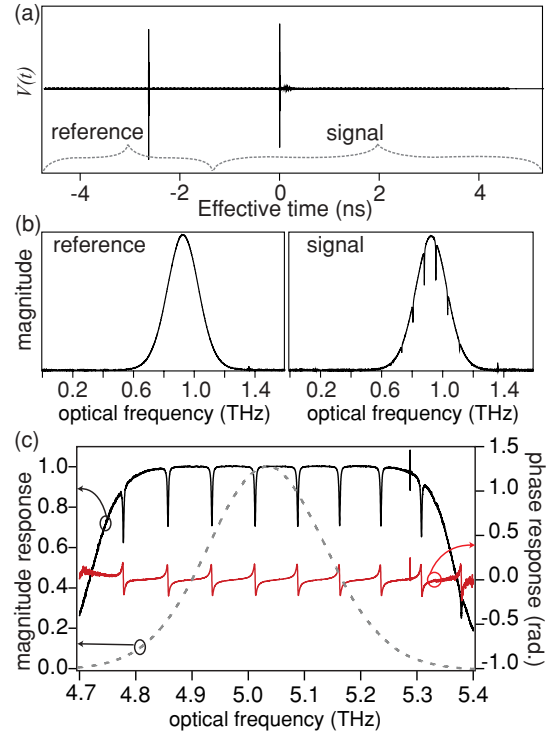 (a)
V(t)
reference
signal
-4
-2
0
2
4
Effective time (ns)
(b)
magnitude
reference
signal
0.2
0.6
1.0
1.4
0.2
0.6
1.0
1.4
optical frequency (THz)
optical frequency (THz)
(c)
magnitude response
1.0
0.8
0.6
0.4
0.2
0.0
1.5
1.0
0.5
0.0
-0.5
-1.0
phase response (rad.)
4.7
4.8
4.9
5.0
5.1
5.2
5.3
5.4
optical frequency (THz)